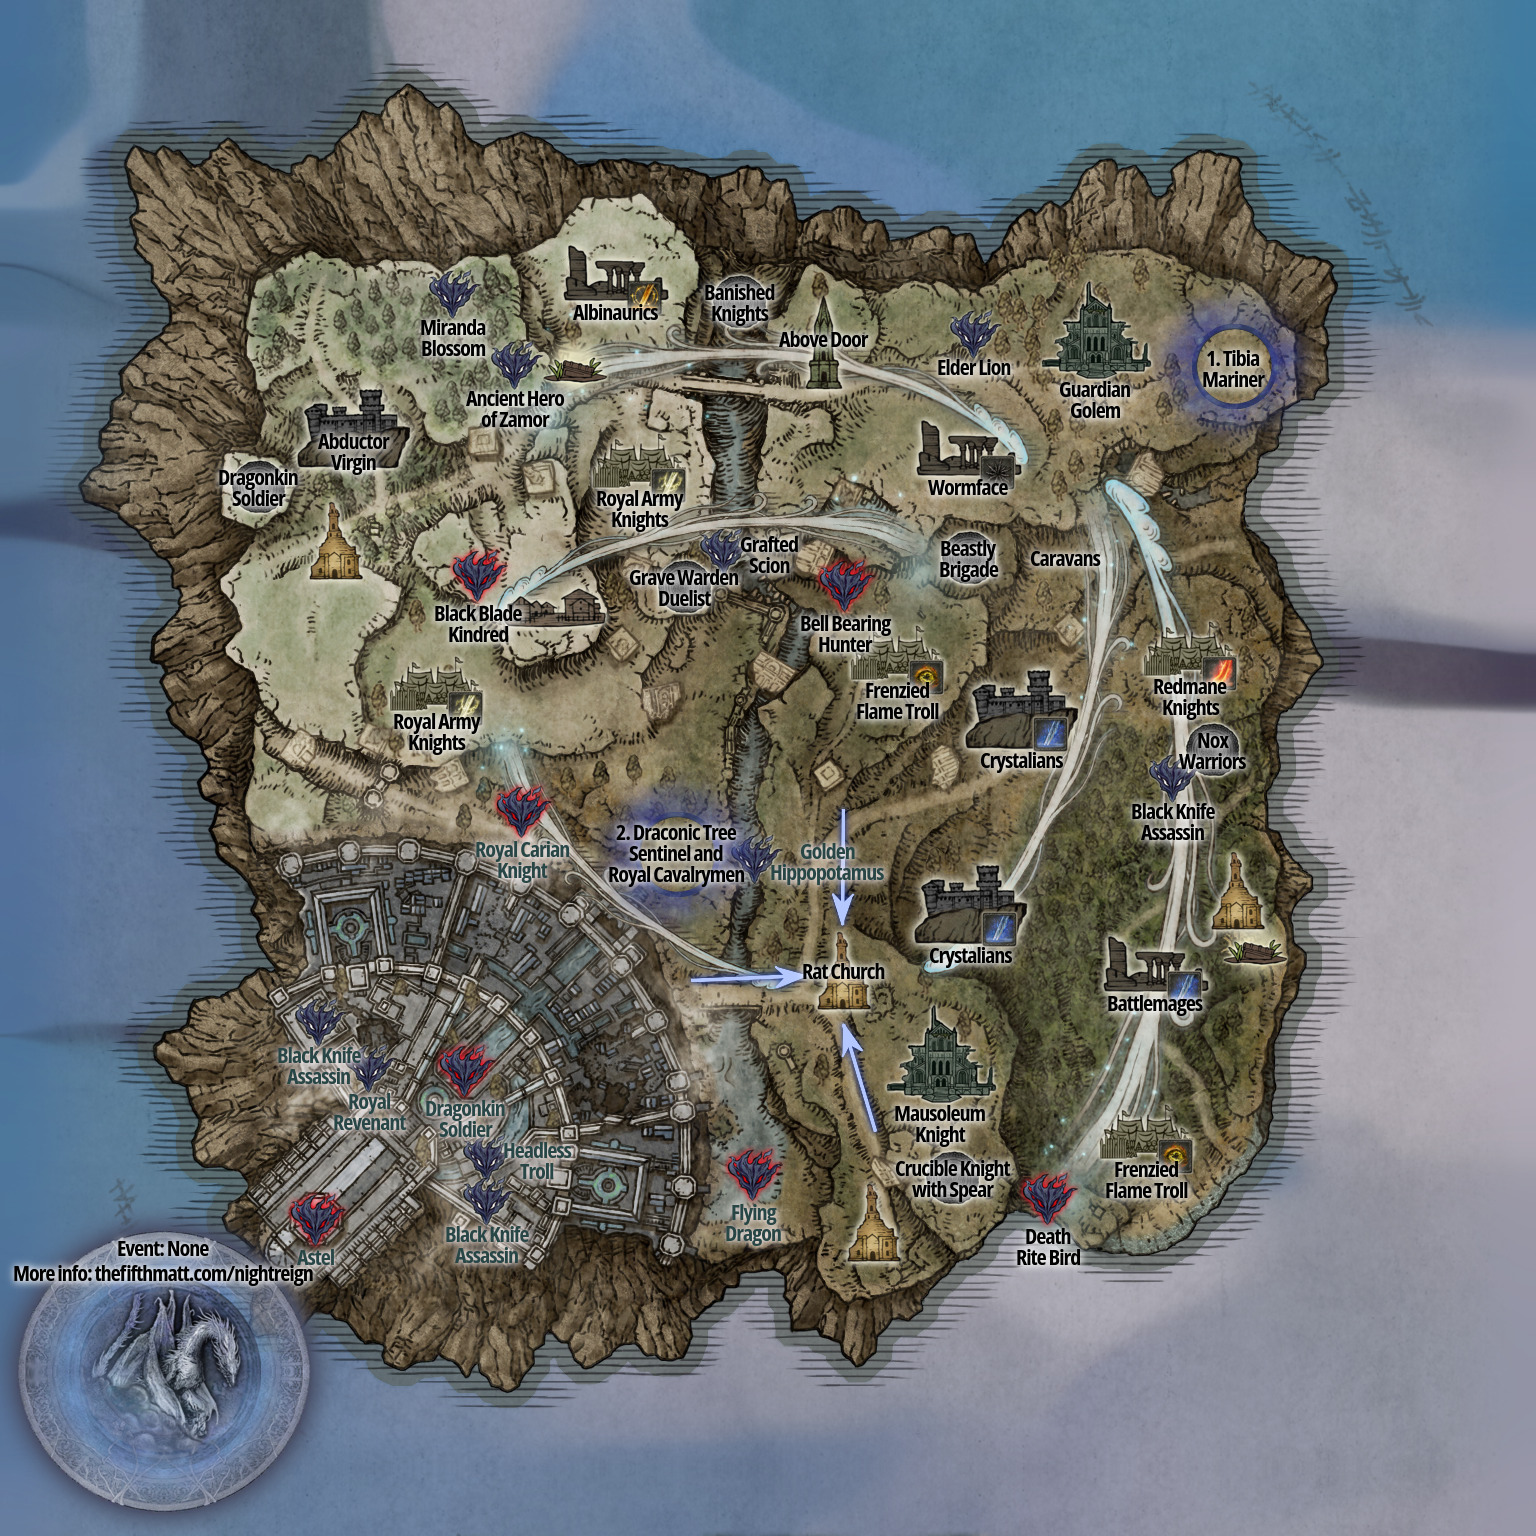 Banished
Knights
Albinaurics
Miranda
Blossom
Above Door
Elder Lion
1. Tibia
Mariner
Guardian
Golem
Ancient Hero
of Zamor
Abductor
Virgin
Dragonkin
Soldier
Royal Army
Knights
Wormface
Grafted
Scion
Beastly
Brigade
Caravans
Grave Warden
Duelist
Black Blade
Kindred
Bell Bearing
Hunter
Frenzied
Flame Troll
Redmane
Knights
Royal Army
Knights
Crystalians
Nox
Warriors
Black Knife
Assassin
2. Draconic Tree
Sentinel and
Royal Cavalrymen
Golden
Hippopotamus
Royal Carian
Knight
Crystalians
Rat Church
Battlemages
Black Knife
Assassin
Royal
Revenant
Dragonkin
Soldier
Mausoleum
Knight
Headless
Troll
Crucible Knight
with Spear
Frenzied
Flame Troll
Flying
Dragon
Black Knife
Assassin
Death
Rite Bird
Astel
Event: None
More info: thefifthmatt.com/nightreign